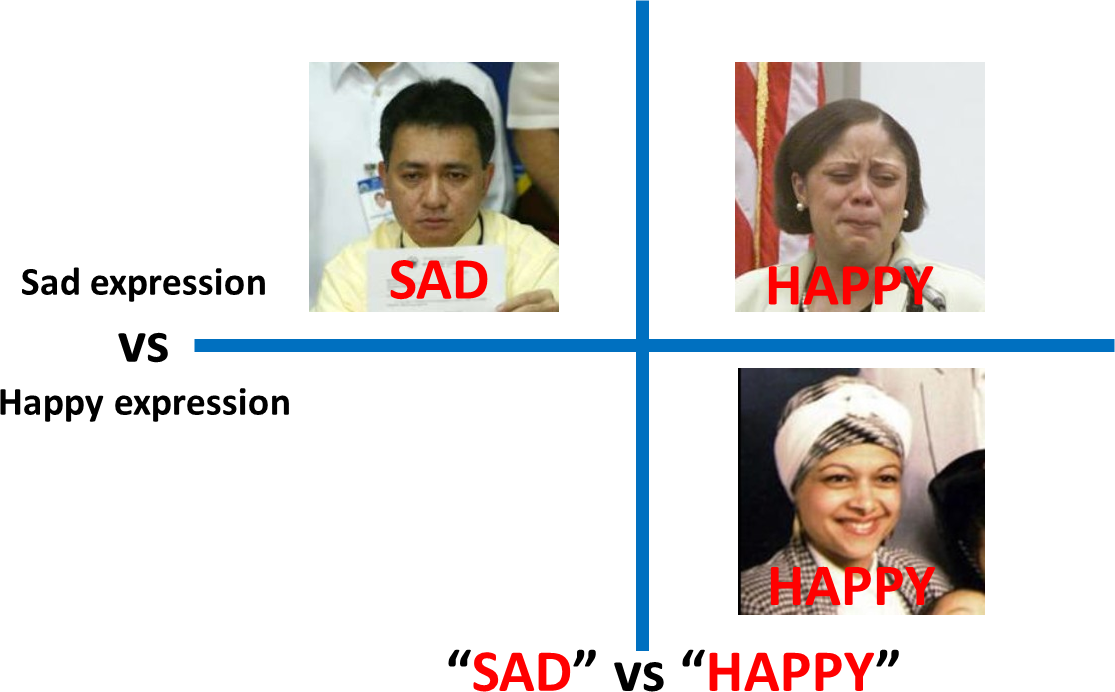 SAD
HAPPY
Sad expression
vs
Happy expression
HAPPY
“SAD” vs “HAPPY”